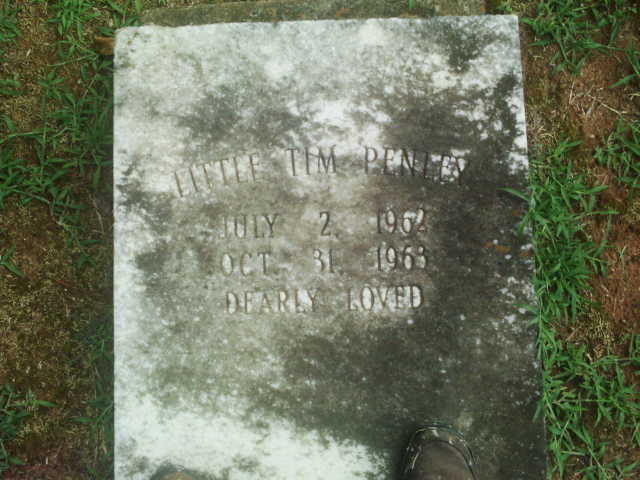 LITTLE TIM PENLEY
JULY 2, 1962
OCT. 31, 1963
DEARLY LOVED